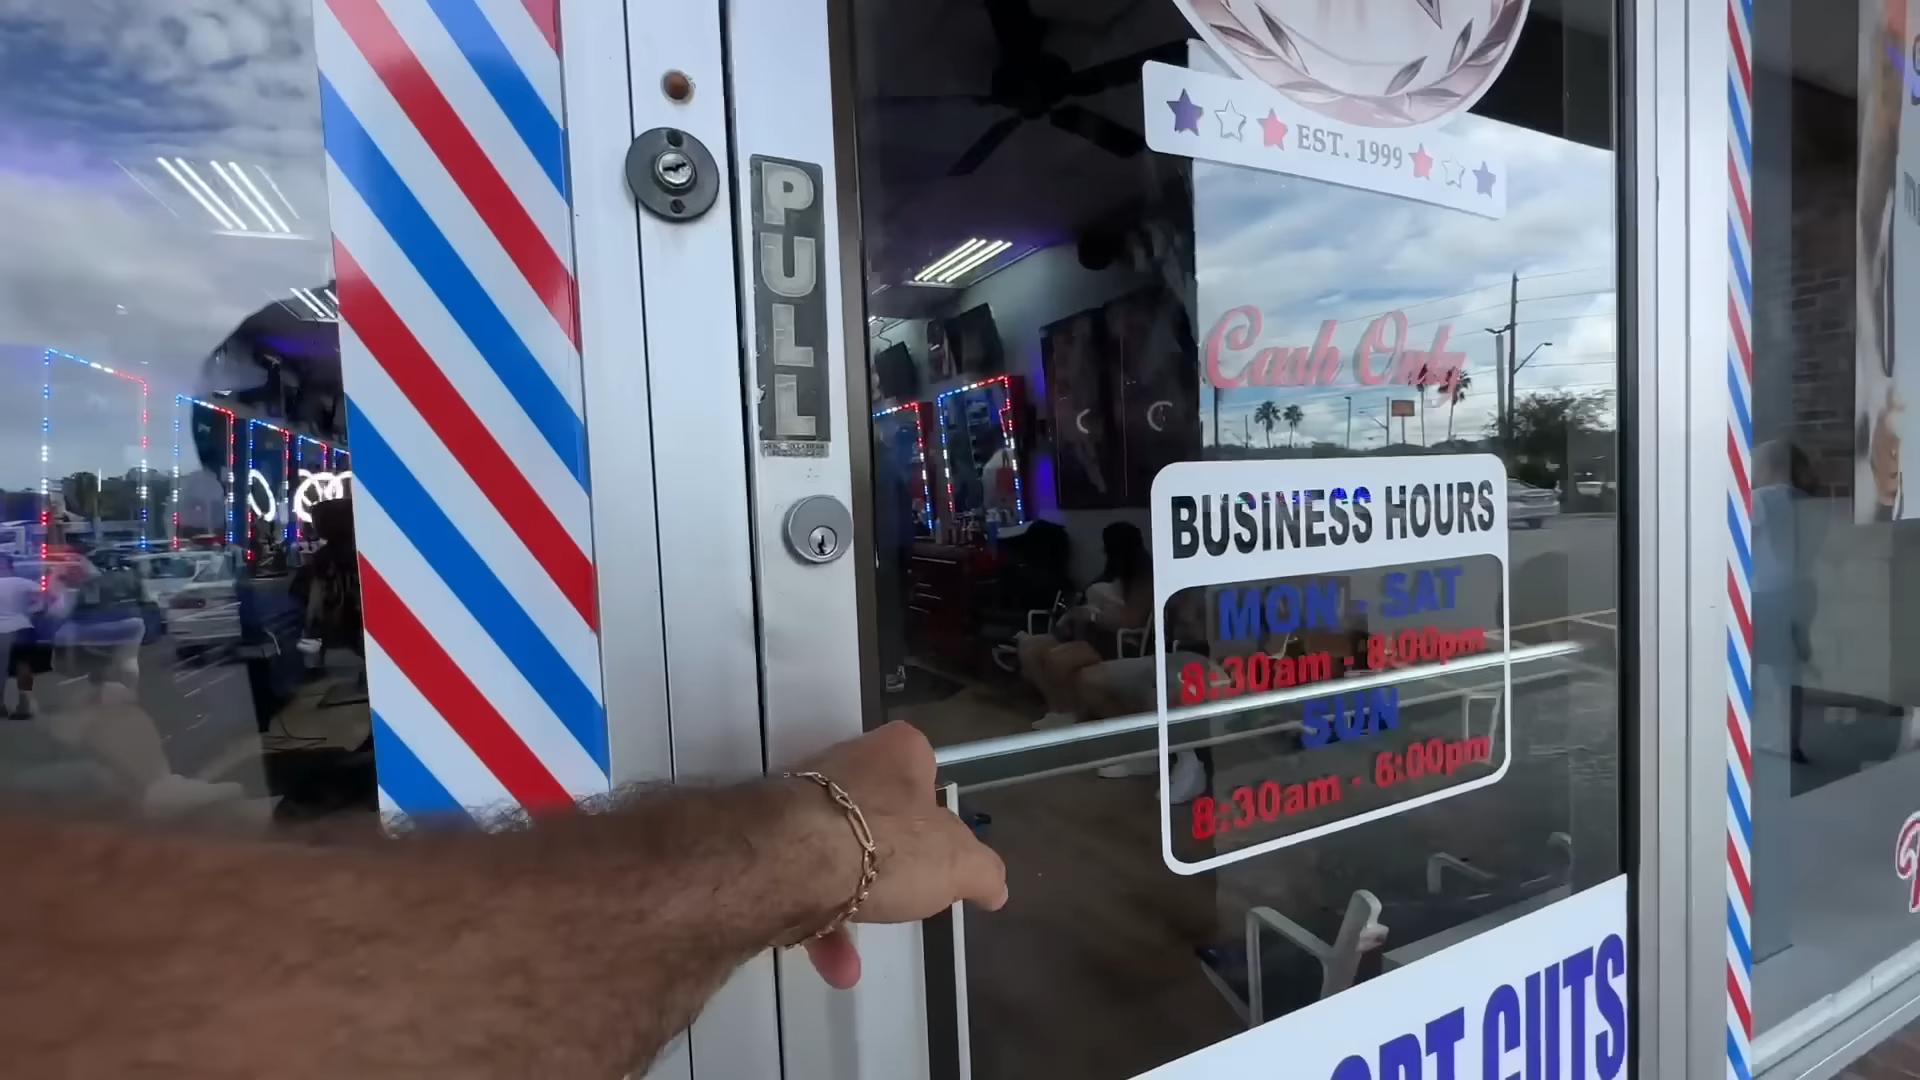 PULL
EST. 1999
Cash Only
BUSINESS HOURS
MON - SAT
8:30am - 8:00pm
SUN
8:30am - 6:00pm
CUTS